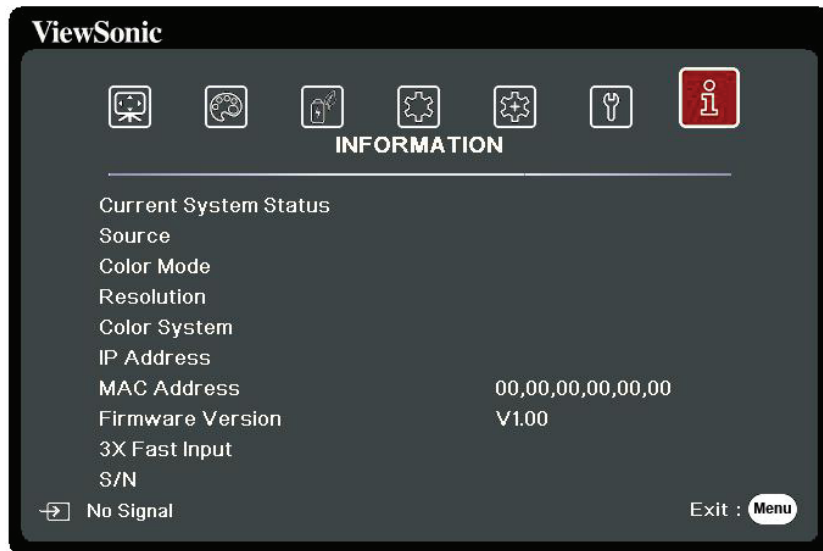 ViewSonic
INFORMATION
Current System Status
Source
Color Mode
Resolution
Color System
IP Address
MAC Address 00,00,00,00,00,00
Firmware Version V1.00
3X Fast Input
S/N
No Signal Exit : Menu